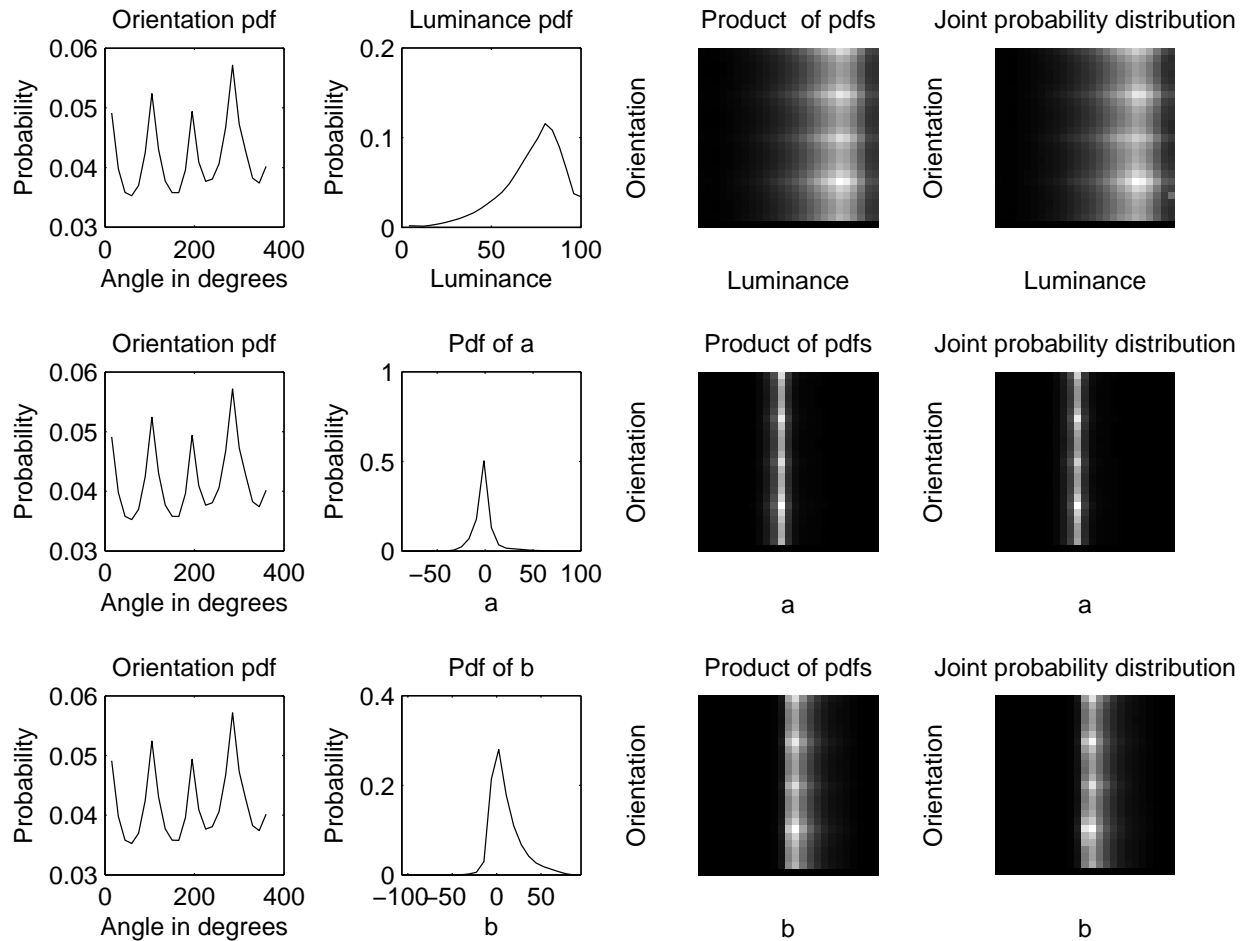 Orientation pdf
Luminance pdf
Product of pdfs
Joint probability distribution
0.06
0.05
0.04
0.03
Probability
0
200
400
Angle in degrees
0.2
0.1
0
Probability
0
50
100
Luminance
Orientation
Luminance
Orientation
Luminance
Orientation pdf
Pdf of a
Product of pdfs
Joint probability distribution
0.06
0.05
0.04
0.03
Probability
0
200
400
Angle in degrees
1
0.5
0
Probability
−50
0
50
100
a
Orientation
a
Orientation
a
Orientation pdf
Pdf of b
Product of pdfs
Joint probability distribution
0.06
0.05
0.04
0.03
Probability
0
200
400
Angle in degrees
0.4
0.2
0
Probability
−100
−50
0
50
b
Orientation
b
Orientation
b